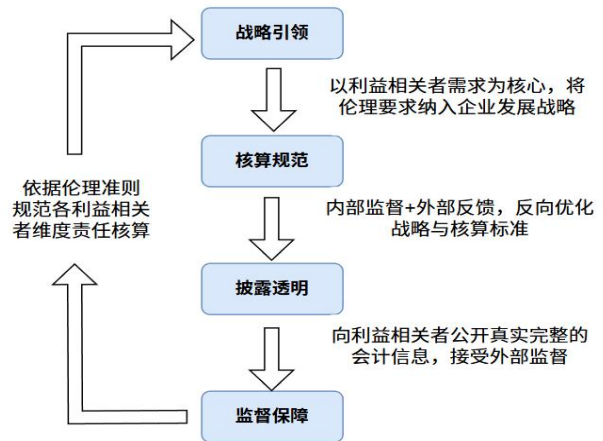 战略引领
以利益相关者需求为核心，将
伦理要求纳入企业发展战略
核算规范
依据伦理准则
规范各利益相关
者维度责任核算
内部监督+外部反馈，反向优化
战略与核算标准
披露透明
向利益相关者公开真实完整的
会计信息，接受外部监督
监督保障